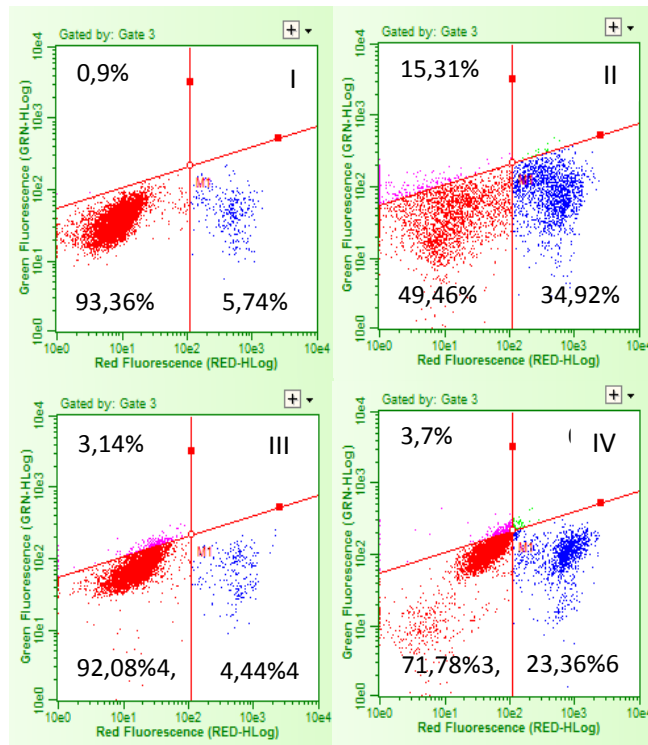 Gated by: Gate 3
+
0,9%
I
M1
93,36%
5,74%
Green Fluorescence (GRN-HLog)
10e0 10e1 10e2 10e3 10e4
10e0 10e1 10e2 10e3 10e4
Red Fluorescence (RED-HLog)
Gated by: Gate 3
+
15,31%
II
49,46%
34,92%
Green Fluorescence (GRN-HLog)
10e0 10e1 10e2 10e3 10e4
10e0 10e1 10e2 10e3 10e4
Red Fluorescence (RED-HLog)
Gated by: Gate 3
+
3,14%
III
M1
92,08%4,
4,44%4
Green Fluorescence (GRN-HLog)
10e0 10e1 10e2 10e3 10e4
10e0 10e1 10e2 10e3 10e4
Red Fluorescence (RED-HLog)
Gated by: Gate 3
+
3,7%
IV
M1
71,78%3,
23,36%6
Green Fluorescence (GRN-HLog)
10e0 10e1 10e2 10e3 10e4
10e0 10e1 10e2 10e3 10e4
Red Fluorescence (RED-HLog)